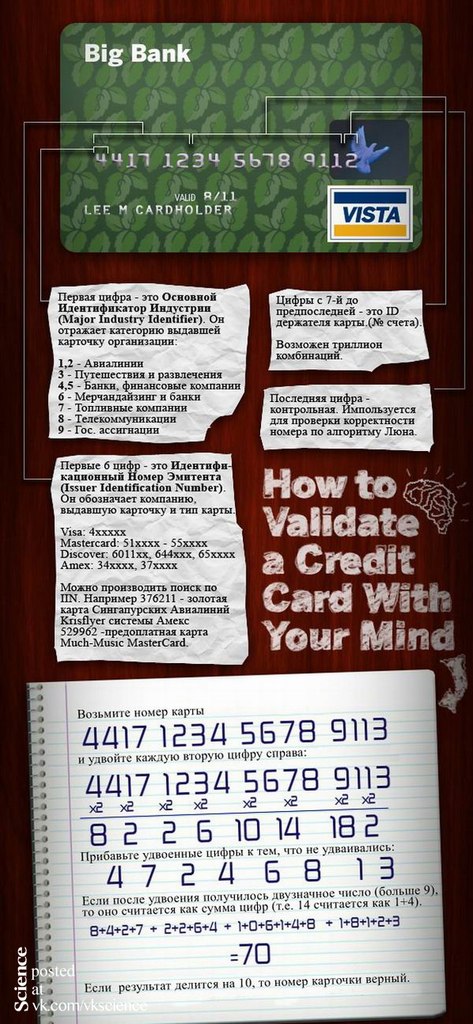 Big Bank
4417 1234 5678 9112
VALID 8/11
LEE M CARDHOLDER
VISTA
Первая цифра - это Основной
Идентификатор Индустрии
(Major Industry Identifier). Он
отражает категорию выдавшей
карточку организации:
1,2 - Авиалинии
3 - Путешествия и развлечения
4,5 - Банки, финансовые компании
6 - Мерчандайзинг и банки
7 - Топливные компании
8 - Телекоммуникации
9 - Гос. ассигнации
Цифры с 7-й до
предпоследней - это ID
держателя карты.(№ счета).
Возможен триллион
комбинаций.
Последняя цифра -
контрольная. Импользуется
для проверки корректности
номера по алгоритму Люна.
Первые 6 цифр - это Идентифи-
кационный Номер Эмитента
(Issuer Identification Number).
Он обозначает компанию,
выдавшую карточку и тип карты.
Visa: 4xxxxx
Mastercard: 51xxxx - 55xxxx
Discover: 6011xx, 644xxx, 65xxxx
Amex: 34xxxx, 37xxxx
Можно производить поиск по
IIN. Например 376211 - золотая
карта Сингапурских Авиалиний
Krisflyer системы Амекс
529962 -предоплатная карта
Much-Music MasterCard.
How to
Validate
a Credit
Card With
Your Mind
Возьмите номер карты
4417 1234 5678 9113
и удвойте каждую вторую цифру справа:
4417 1234 5678 9113
x2 x2 x2 x2 x2 x2 x2 x2
8 2 2 6 10 14 18 2
Прибавьте удвоенные цифры к тем, что не удваивались:
4 7 2 4 6 8 1 3
Если после удвоения получилось двузначное число (больше 9),
то оно считается как сумма цифр (т.е. 14 считается как 1+4).
8+4+2+7 + 2+2+6+4 + 1+0+6+1+4+8 + 1+8+1+2+3
=70
Если результат делится на 10, то номер карточки верный.
Science
posted
at
vk.com/vkscience